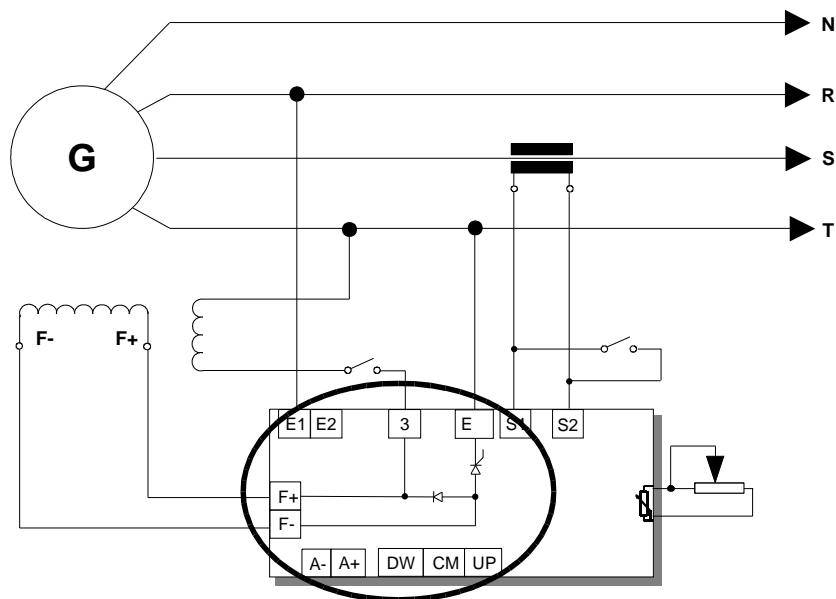 N
R
G
S
T
F- F+
E1 E2 3 E S1 S2
F+
F-
A- A+ DW CM UP